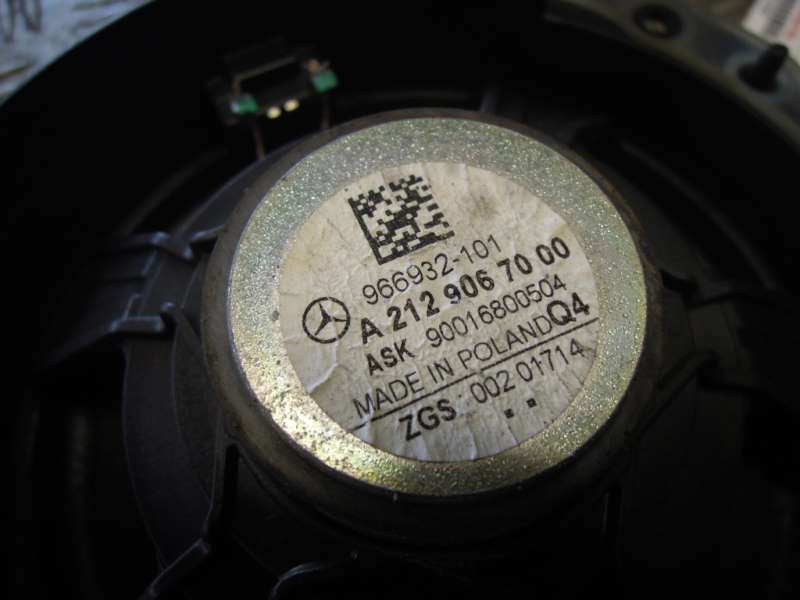 966932-101
A 212 906 70 00
ASK 90016800504
MADE IN POLAND Q4
ZGS 002 01714